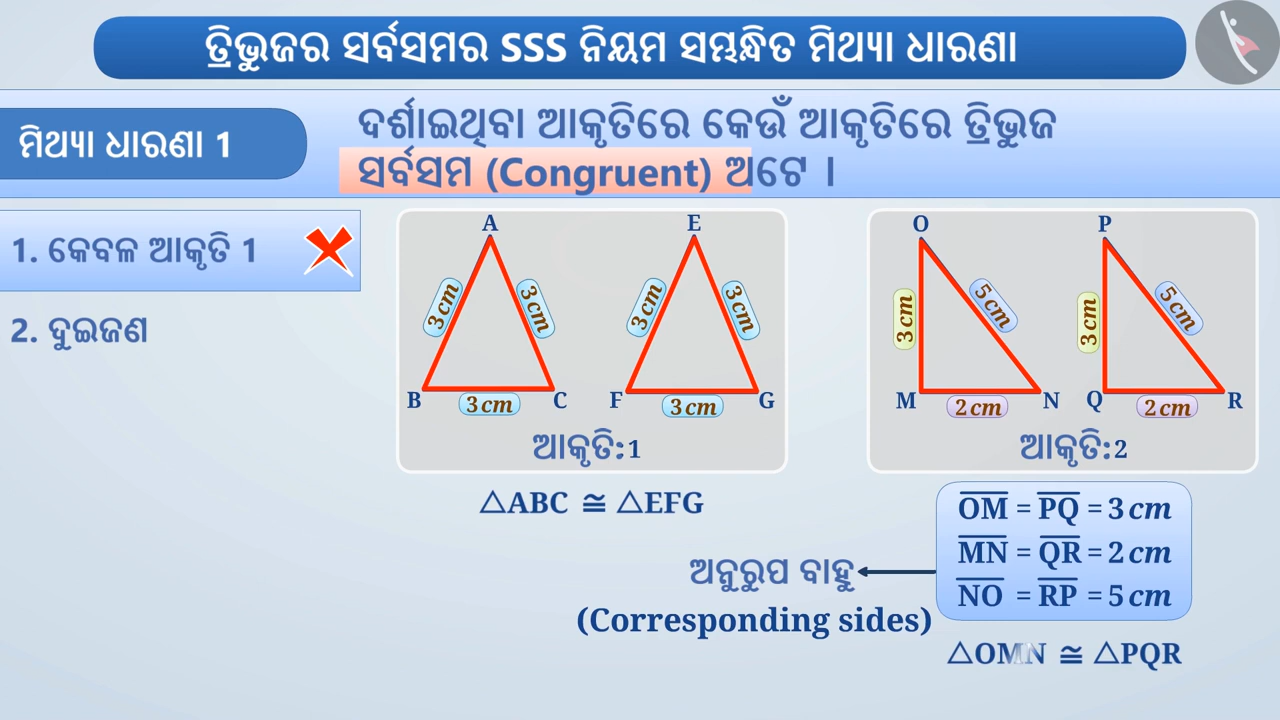 ତ୍ରିଭୁଜର ସର୍ବସମର SSS ନିୟମ ସମ୍ଭନ୍ଧିତ ମିଥ୍ୟା ଧାରଣା
ମିଥ୍ୟା ଧାରଣା 1
ଦର୍ଶାଇଥିବା ଆକୃତିରେ କେଉଁ ଆକୃତିରେ ତ୍ରିଭୁଜ
ସର୍ବସମ (Congruent) ଅଟେ ।
1. କେବଳ ଆକୃତି 1
2. ଦୁଇଜଣ
A
E
3 cm
3 cm
3 cm
3 cm
B
3 cm
C
F
3 cm
G
ଆକୃତି:1
O
P
3 cm
5 cm
3 cm
5 cm
M
2 cm
N
Q
2 cm
R
ଆକୃତି:2
△ABC ≅ △EFG
OM = PQ = 3 cm
MN = QR = 2 cm
NO = RP = 5 cm
ଅନୁରୁପ ବାହୁ
(Corresponding sides)
△OMN ≅ △PQR